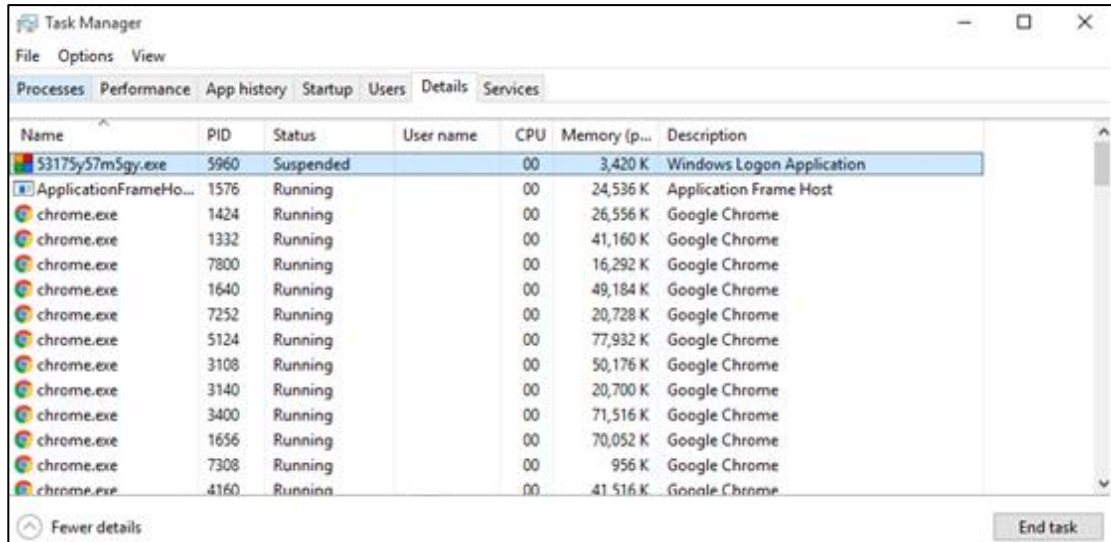 Task Manager
File Options View
Processes Performance App history Startup Users Details Services
Name PID Status User name CPU Memory (p... Description
53175y57m5gy.exe 5960 Suspended 00 3,420 K Windows Logon Application
ApplicationFrameHo... 1576 Running 00 24,536 K Application Frame Host
chrome.exe 1424 Running 00 26,556 K Google Chrome
chrome.exe 1332 Running 00 41,160 K Google Chrome
chrome.exe 7800 Running 00 16,292 K Google Chrome
chrome.exe 1640 Running 00 49,184 K Google Chrome
chrome.exe 7252 Running 00 20,728 K Google Chrome
chrome.exe 5124 Running 00 77,932 K Google Chrome
chrome.exe 3108 Running 00 50,176 K Google Chrome
chrome.exe 3140 Running 00 20,700 K Google Chrome
chrome.exe 3400 Running 00 71,516 K Google Chrome
chrome.exe 1656 Running 00 70,052 K Google Chrome
chrome.exe 7308 Running 00 956 K Google Chrome
chrome.exe 4160 Running 00 41,516 K Google Chrome
Fewer details End task